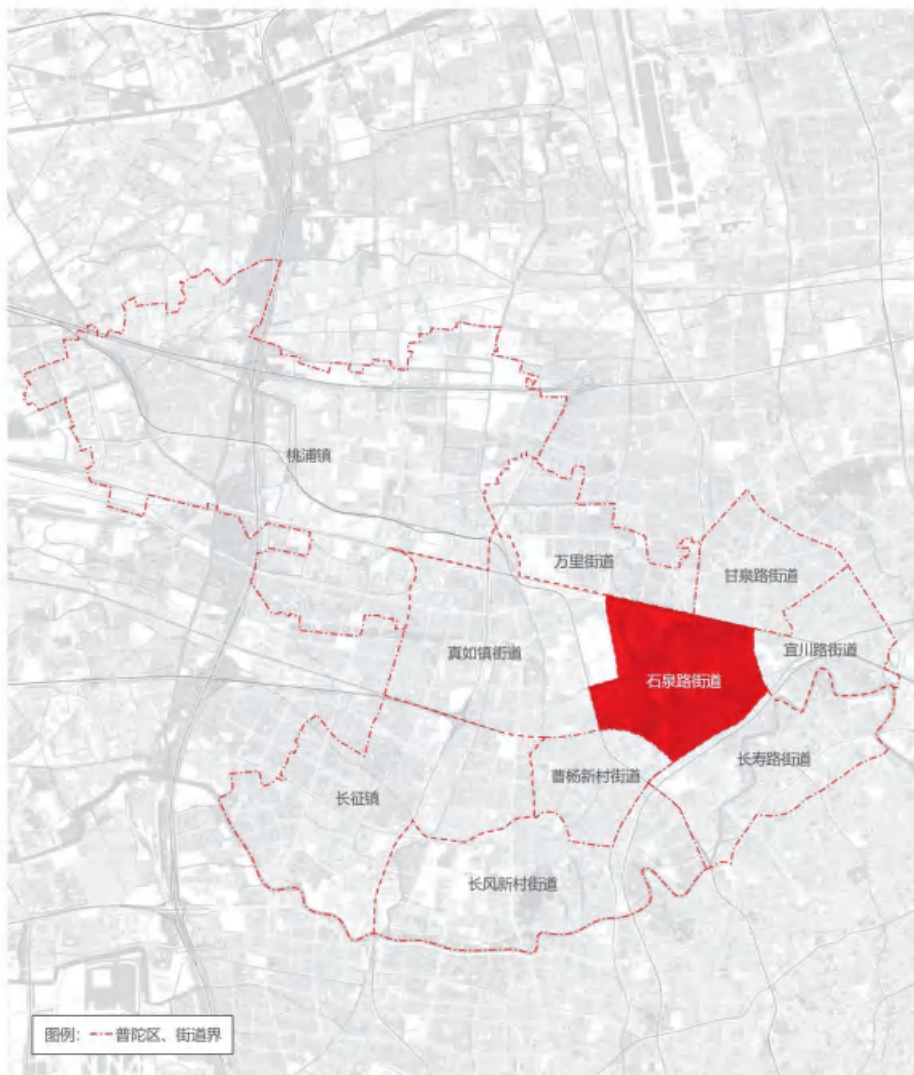 桃浦镇
万里街道
甘泉路街道
真如镇街道
宜川路街道
石泉路街道
长寿路街道
曹杨新村街道
长征镇
长风新村街道
图例: 普陀区、街道界